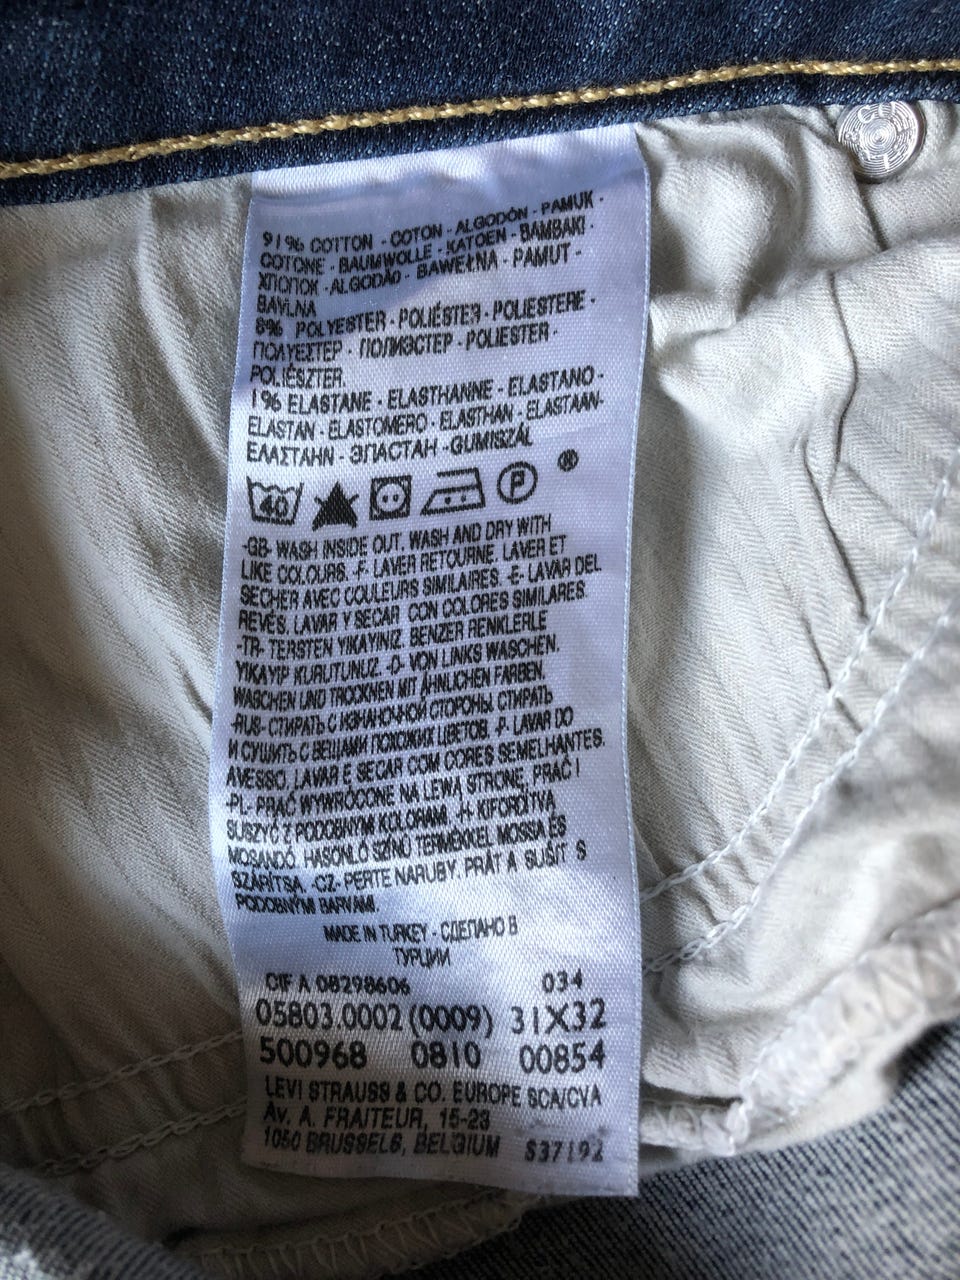 91% COTTON - COTON - ALGODÓN - PAMUK -
COTONE - BAUMWOLLE - KATOEN - ΒΑΜΒΑΚΙ -
ХЛОПОК - ALGODÃO - BAWEŁNA - PAMUT -
BAVLNA
8% POLYESTER - POLIÉSTER - POLIESTERE -
ΠΟΛΥΕΣΤΕΡ - ПОЛИЭСТЕР - POLIESTER -
POLIÉSZTER.
1% ELASTANE - ELASTHANNE - ELASTANO -
ELASTAN - ELASTOMERO - ELASTHAN - ELASTAAN-
ΕΛΑΣΤΑΗΝ - ЭЛАСТАН -GUMISZÁL
40 P ®
-GB- WASH INSIDE OUT. WASH AND DRY WITH
LIKE COLOURS. -F- LAVER RETOURNE. LAVER ET
SECHER AVEC COULEURS SIMILAIRES. -E- LAVAR DEL
REVES. LAVAR Y SECAR CON COLORES SIMILARES.
-TR- TERSTEN YIKAYINIZ. BENZER RENKLERLE
YIKAYIP KURUTUNUZ. -D- VON LINKS WASCHEN.
WASCHEN UND TROCKNEN MIT ÄHNLICHEN FARBEN.
-RUS- СТИРАТЬ С ИЗНАНОЧНОЙ СТОРОНЫ. СТИРАТЬ
И СУШИТЬ С ВЕЩАМИ ПОХОЖИХ ЦВЕТОВ. -P- LAVAR DO
AVESSO. LAVAR E SECAR COM CORES SEMELHANTES.
-PL- PRAĆ WYWRÓCONE NA LEWĄ STRONĘ. PRAĆ I
SUSZYĆ Z PODOBNYM KOLORAMI. -H- KIFORDÍTVA
MOSANDÓ. HASONLÓ SZÍNŰ TERMÉKKEL MOSSA ÉS
SZÁRÍTSA. -CZ- PERTE NARUBY. PRÁT A SUŠIT S
PODOBNÝMI BARVAMI.
MADE IN TURKEY - СДЕЛАНО В
ТУРЦИИ
CIF A 08298606 034
05803.0002 (0009) 31X32
500968 0810 00854
LEVI STRAUSS & CO. EUROPE SCA/CVA
Av. A. FRAITEUR, 15-23
1050 BRUSSELS, BELGIUM S37192